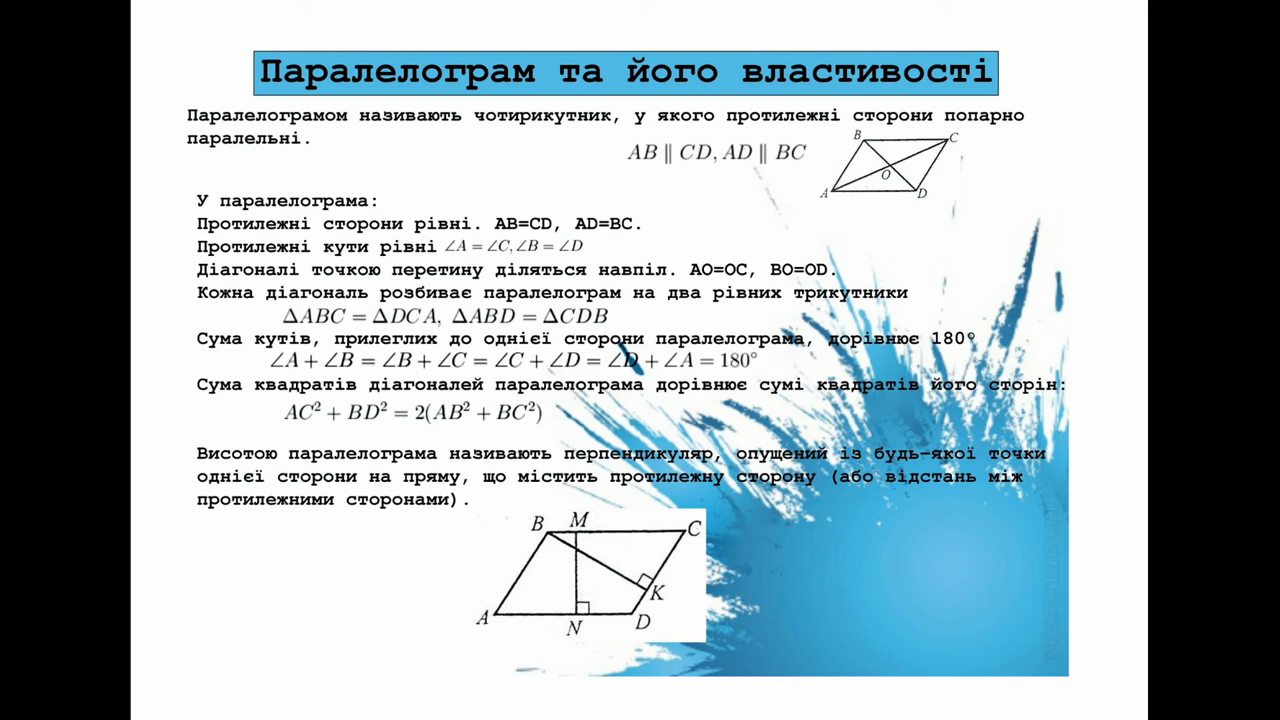 Паралелограм та його властивості
Паралелограмом називають чотирикутник, у якого протилежні сторони попарно
паралельні.
AB ∥ CD, AD ∥ BC
B C
O
A D
У паралелограма:
Протилежні сторони рівні. AB=CD, AD=BC.
Протилежні кути рівні ∠A = ∠C, ∠B = ∠D
Діагоналі точкою перетину діляться навпіл. AO=OC, BO=OD.
Кожна діагональ розбиває паралелограм на два рівних трикутники
ΔABC = ΔDCA, ΔABD = ΔCDB
Сума кутів, прилеглих до однієї сторони паралелограма, дорівнює 180º
∠A + ∠B = ∠B + ∠C = ∠C + ∠D = ∠D + ∠A = 180°
Сума квадратів діагоналей паралелограма дорівнює сумі квадратів його сторін:
AC² + BD² = 2(AB² + BC²)
Висотою паралелограма називають перпендикуляр, опущений із будь-якої точки
однієї сторони на пряму, що містить протилежну сторону (або відстань між
протилежними сторонами).
B M C
K
A N D